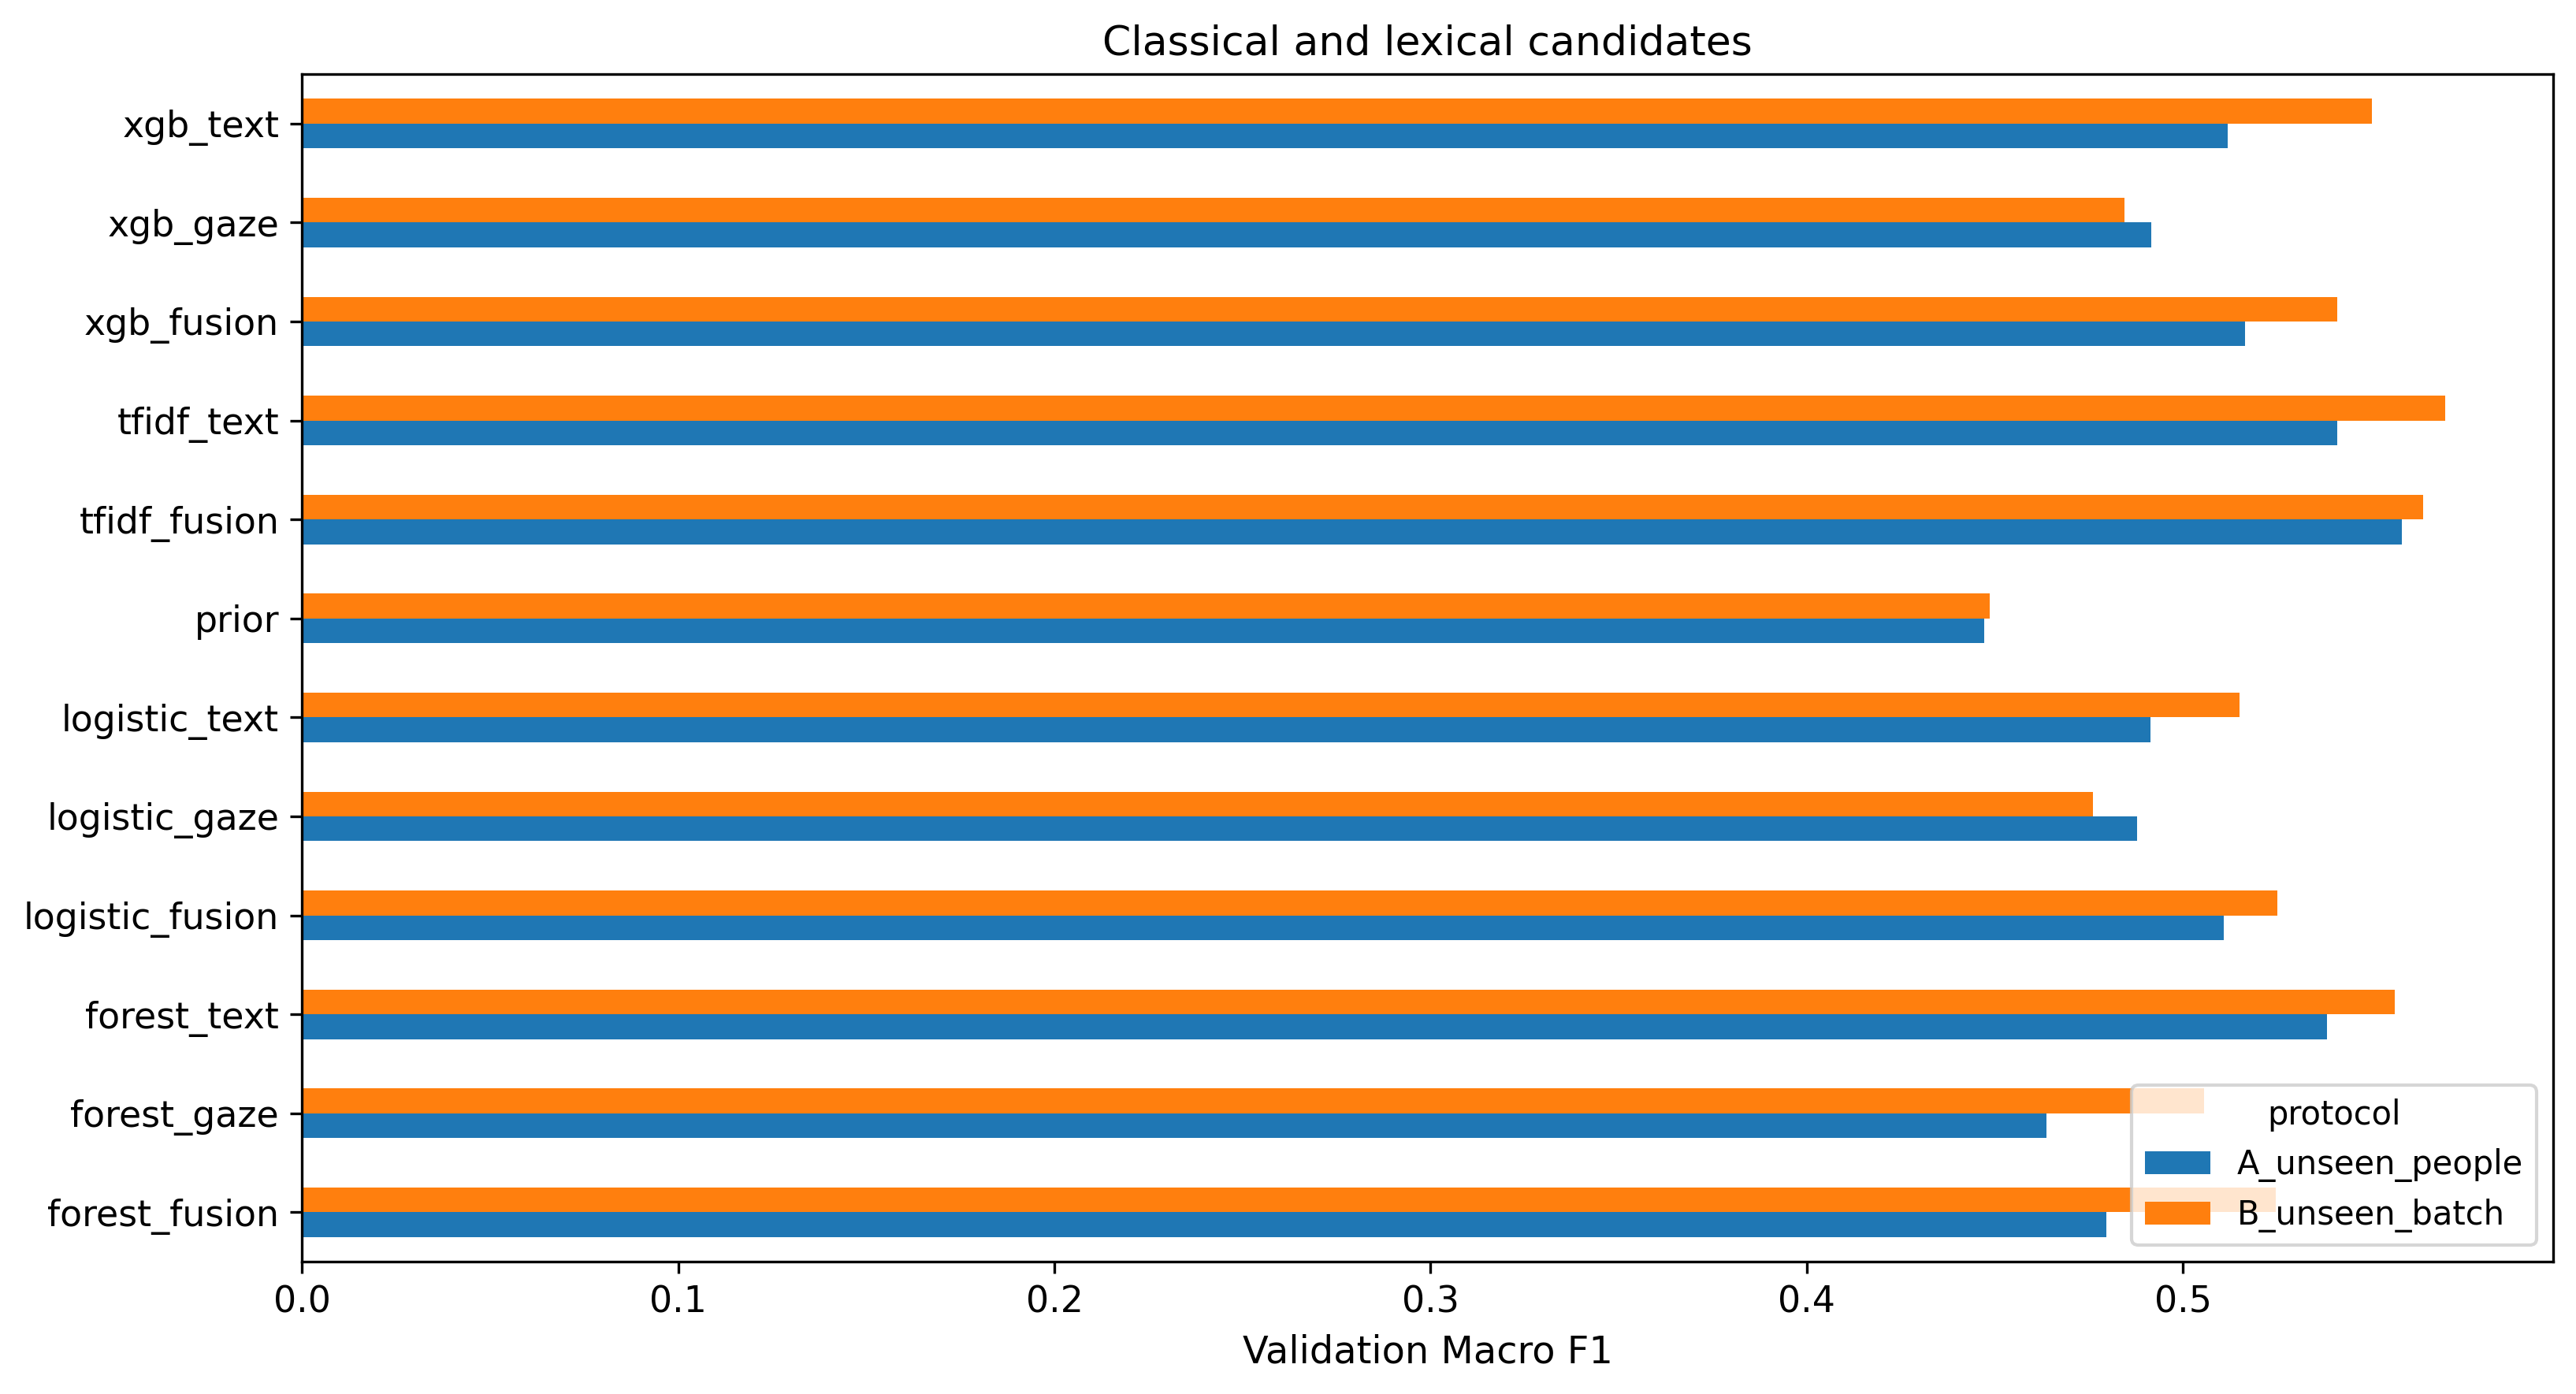 Classical and lexical candidates
xgb_text
xgb_gaze
xgb_fusion
tfidf_text
tfidf_fusion
prior
logistic_text
logistic_gaze
logistic_fusion
forest_text
forest_gaze
forest_fusion
protocol
A_unseen_people
B_unseen_batch
0.0 0.1 0.2 0.3 0.4 0.5
Validation Macro F1